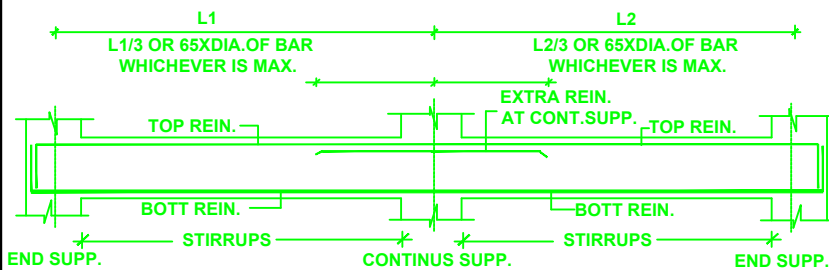 L1
L2
L1/3 OR 65XDIA.OF BAR
WHICHEVER IS MAX.
L2/3 OR 65XDIA.OF BAR
WHICHEVER IS MAX.
EXTRA REIN.
AT CONT.SUPP.
TOP REIN.
TOP REIN.
BOTT REIN.
BOTT REIN.
STIRRUPS
STIRRUPS
END SUPP.
CONTINUS SUPP.
END SUPP.